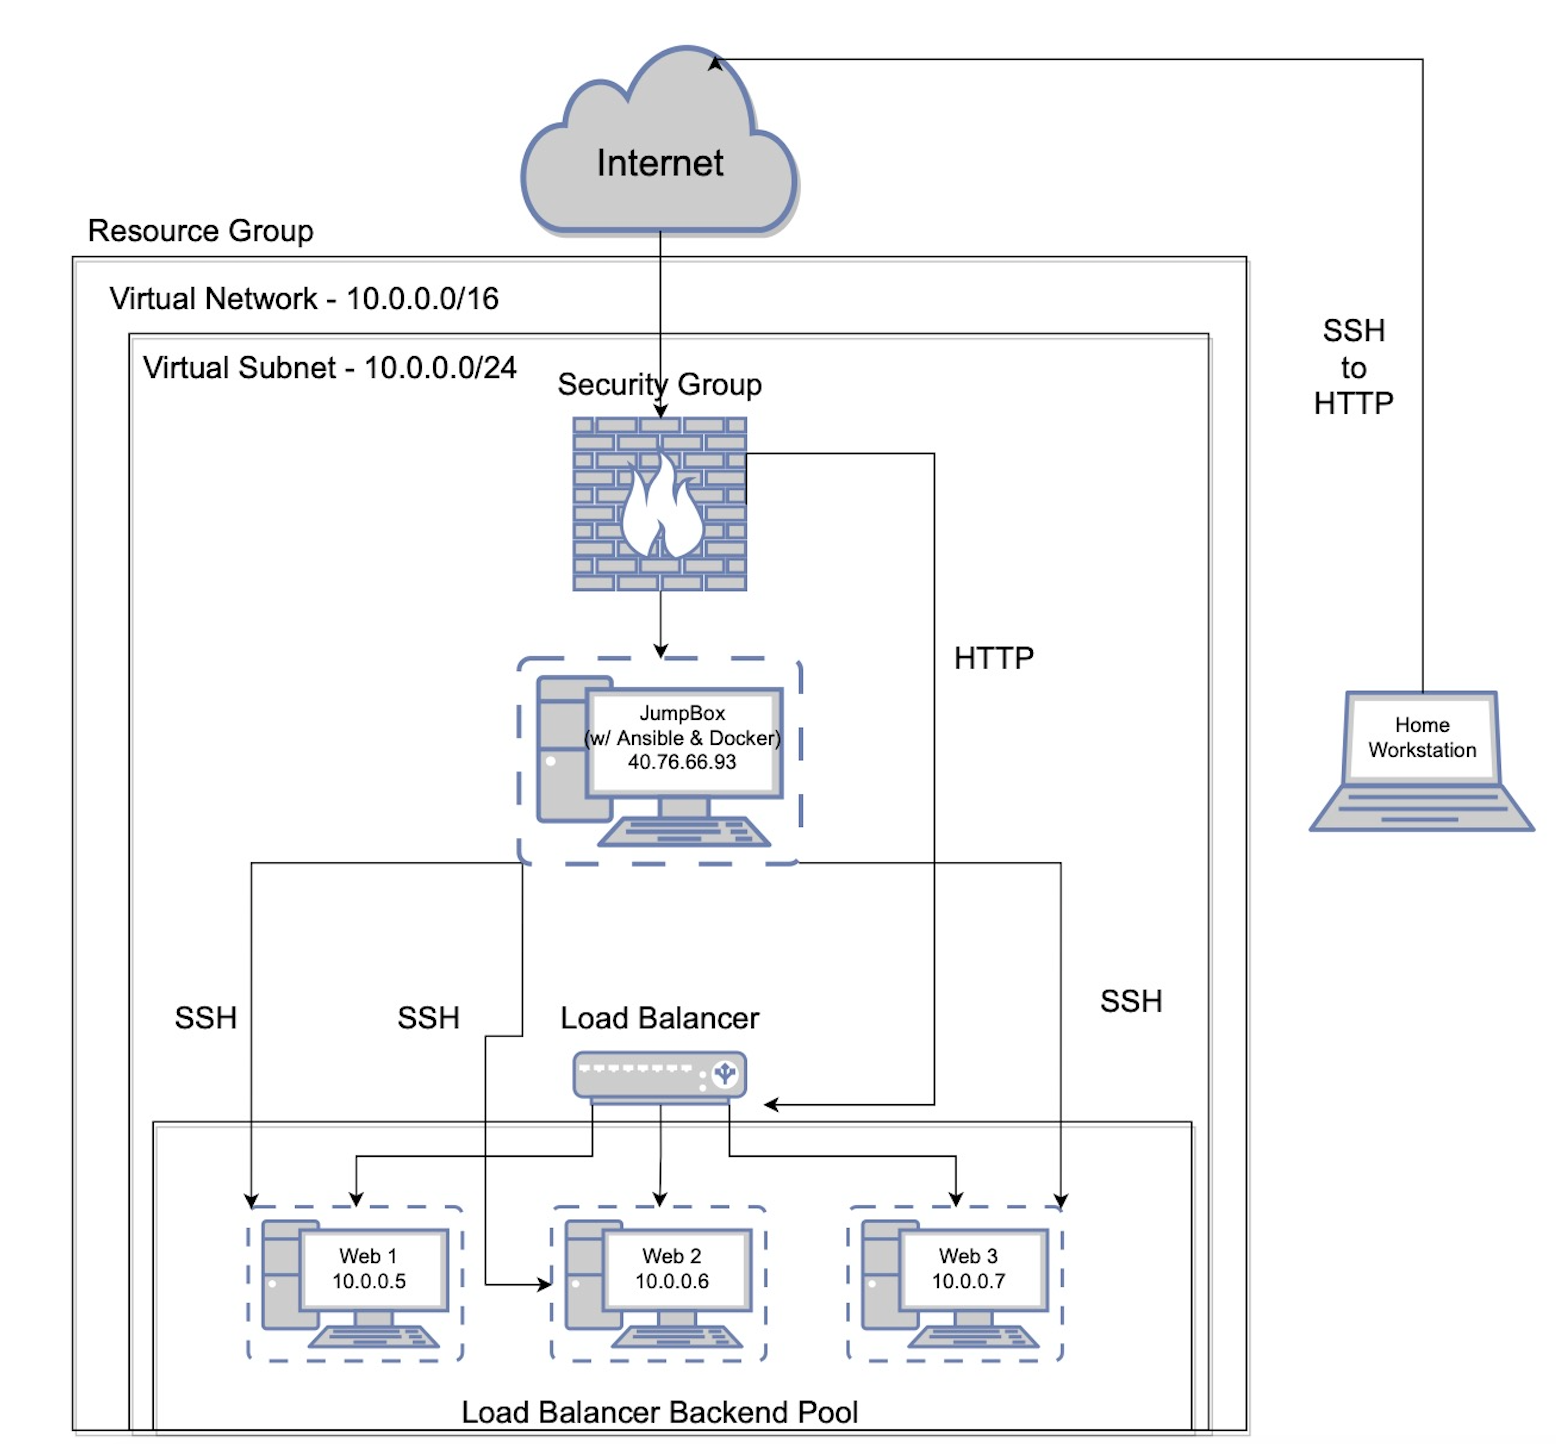 Internet
Resource Group
Virtual Network - 10.0.0.0/16
Virtual Subnet - 10.0.0.0/24
Security Group
SSH
to
HTTP
HTTP
JumpBox
(w/ Ansible & Docker)
40.76.66.93
Home
Workstation
SSH
SSH
Load Balancer
SSH
Web 1
10.0.0.5
Web 2
10.0.0.6
Web 3
10.0.0.7
Load Balancer Backend Pool